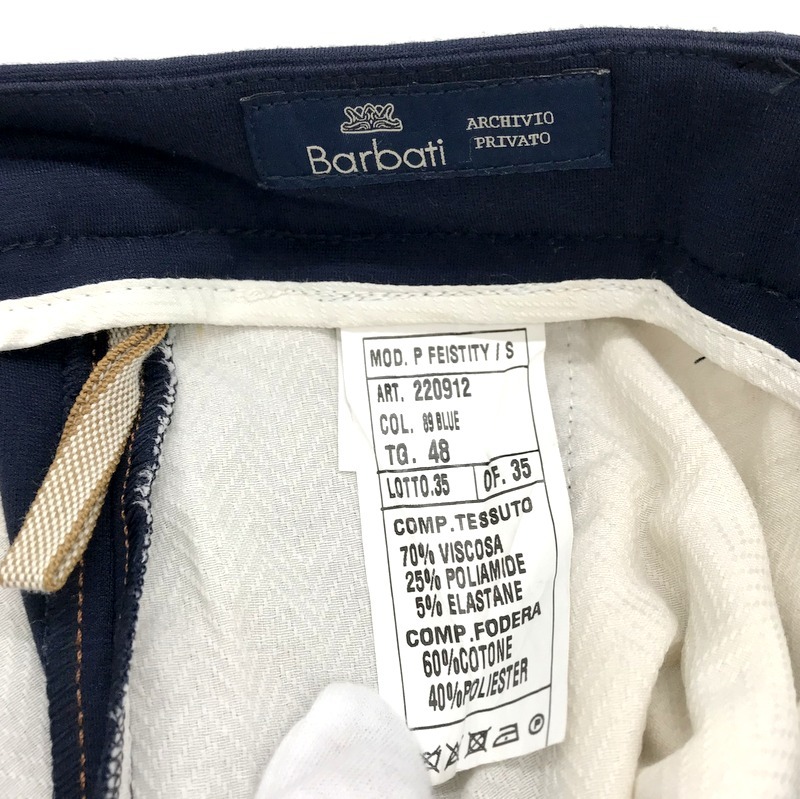 Barbati
ARCHIVIO
PRIVATO
MOD. P FEISTITY / S
ART. 220912
COL. 89 BLUE
TG. 48
LOTTO.35 OF. 35
COMP.TESSUTO
70% VISCOSA
25% POLIAMIDE
5% ELASTANE
COMP.FODERA
60%COTONE
40%POLIESTER
P